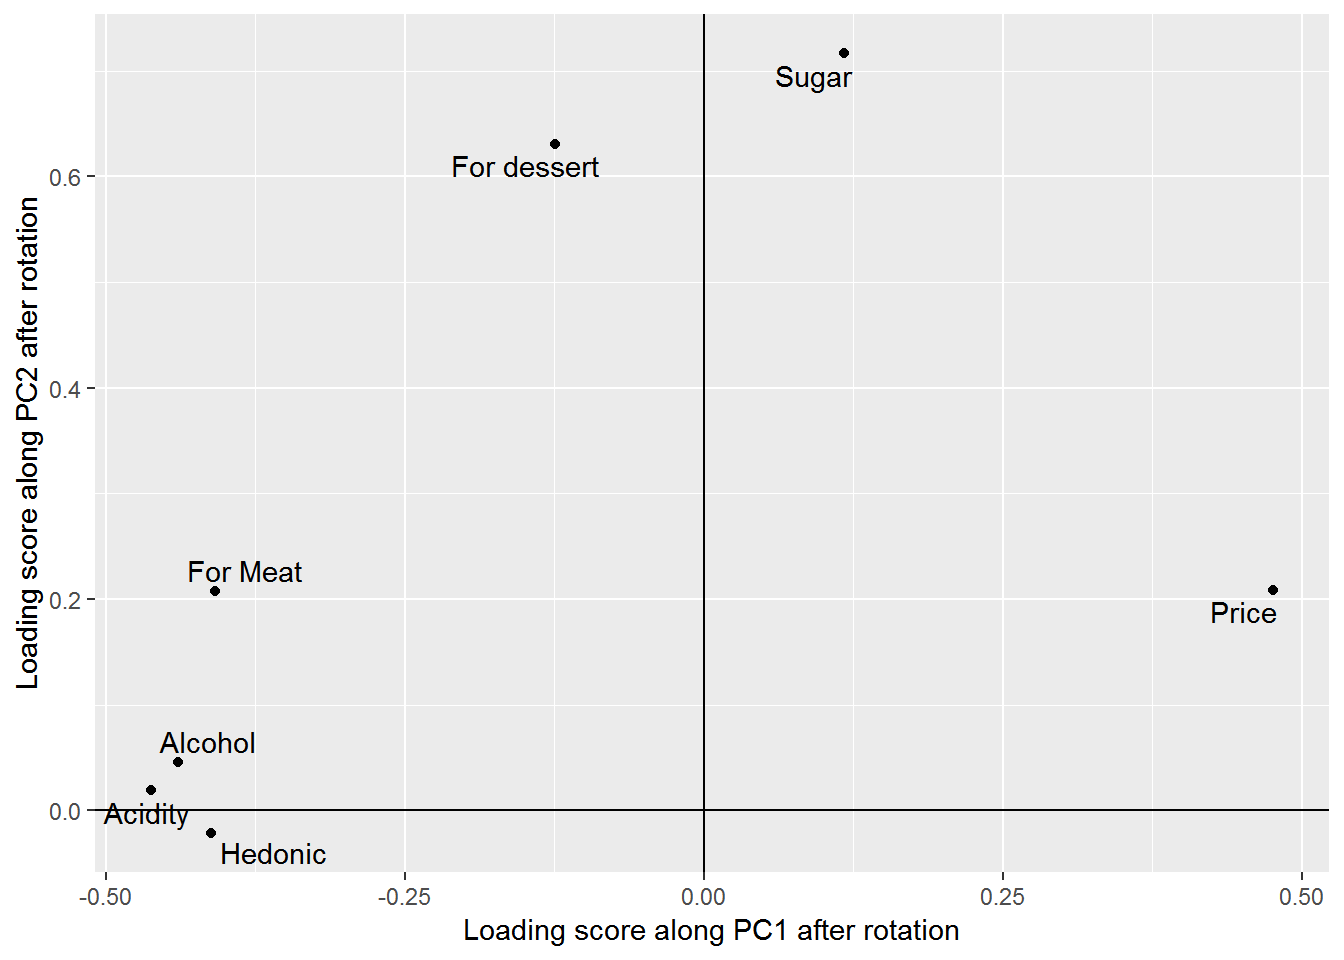 Sugar
For dessert
For Meat
Price
Alcohol
Acidity
Hedonic
0.6
0.4
0.2
0.0
-0.50
-0.25
0.00
0.25
0.50
Loading score along PC1 after rotation
Loading score along PC2 after rotation